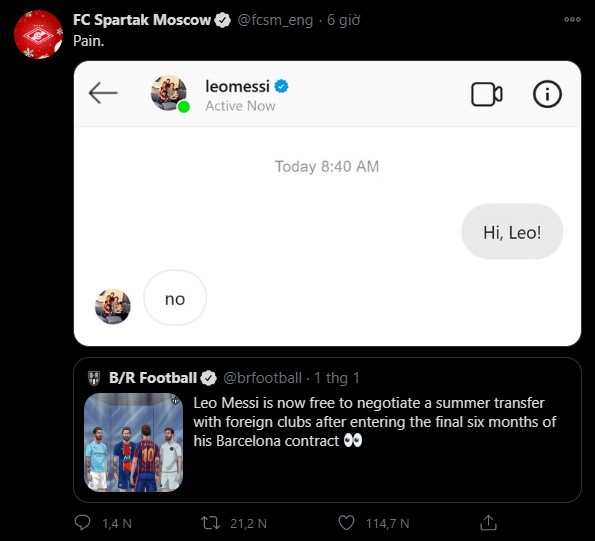 FC Spartak Moscow @fcsm_eng · 6 giờ
Pain.
leomessi
Active Now
Today 8:40 AM
Hi, Leo!
no
B/R Football @brfootball · 1 thg 1
Leo Messi is now free to negotiate a summer transfer
with foreign clubs after entering the final six months of
his Barcelona contract 👀
10
1,4 N 21,2 N 114,7 N